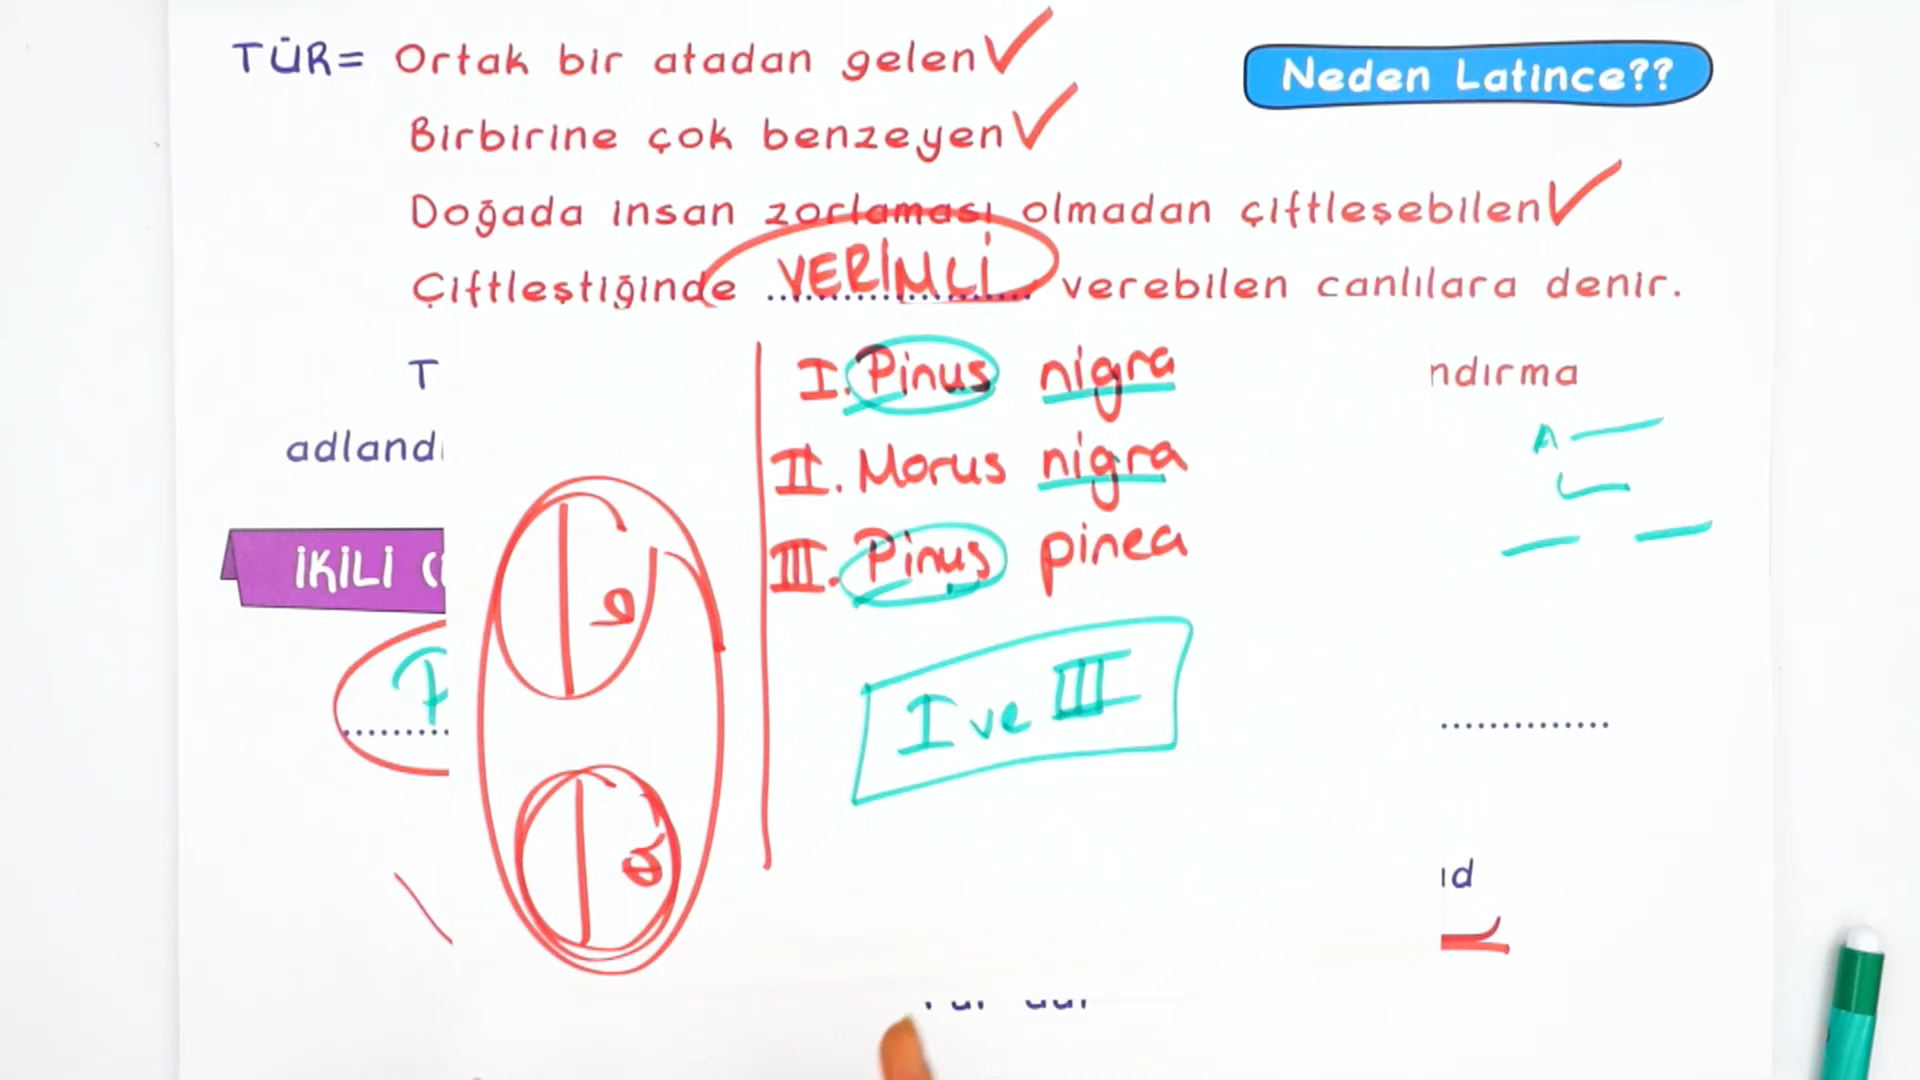 TÜR= Ortak bir atadan gelen
Neden Latince??
Birbirine çok benzeyen
Doğada insan zorlaması olmadan çiftleşebilen
Çiftleştiğinde VERİMLİ verebilen canlılara denir.
T
I. Pinus nigra
ndırma
adland
II. Morus nigra
A
III. Pinus pinea
İKİLİ
I ve III
ıd